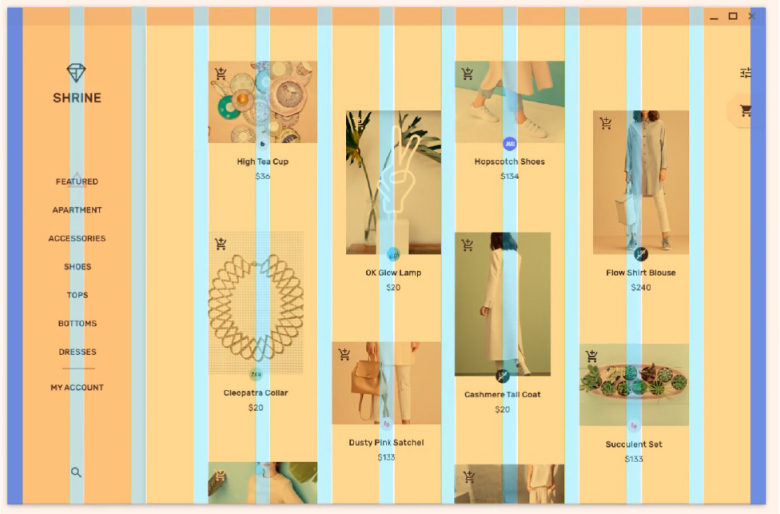 SHRINE
FEATURED
APARTMENT
ACCESSORIES
SHOES
TOPS
BOTTOMS
DRESSES
MY ACCOUNT
High Tea Cup
$36
Cleopatra Collar
$20
OK Glow Lamp
$20
Dusty Pink Satchel
$133
Hopscotch Shoes
$134
Cashmere Tall Coat
$20
Flow Shirt Blouse
$240
Succulent Set
$133